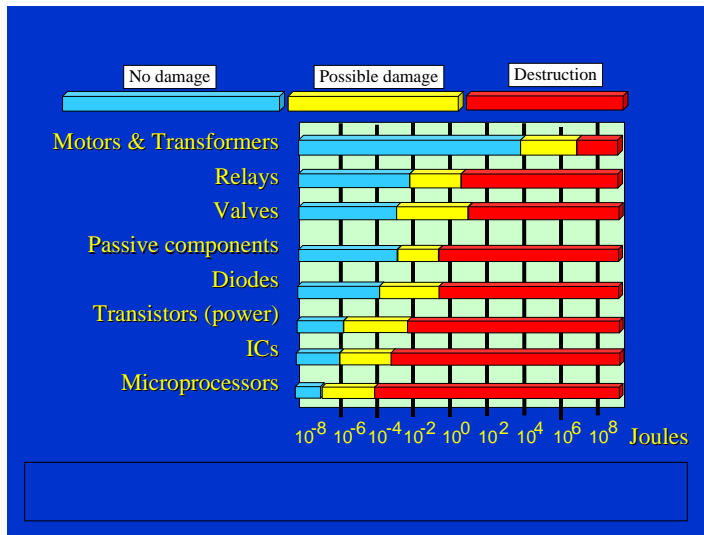 No damage Possible damage Destruction
Motors & Transformers
Relays
Valves
Passive components
Diodes
Transistors (power)
ICs
Microprocessors
10⁻⁸ 10⁻⁶ 10⁻⁴ 10⁻² 10⁰ 10² 10⁴ 10⁶ 10⁸ Joules